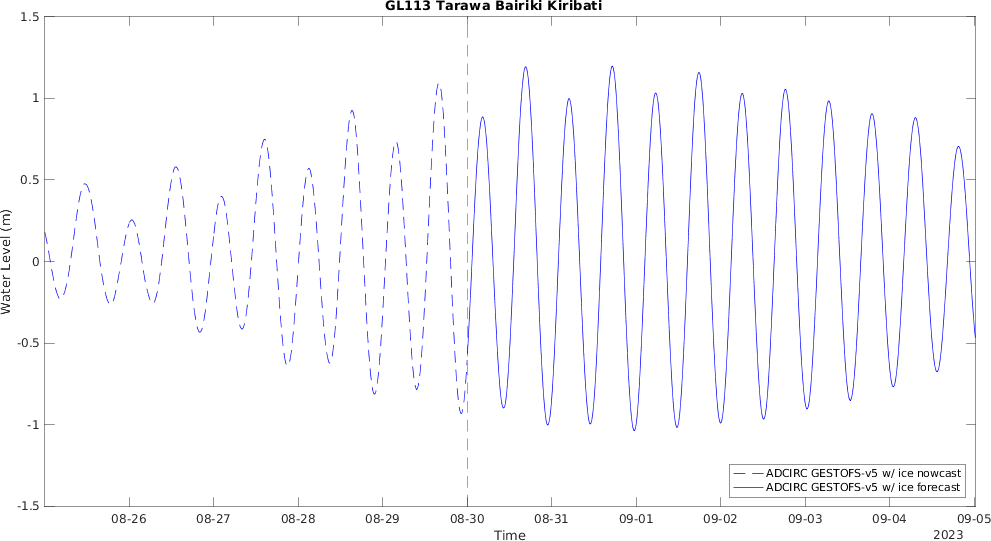 GL113 Tarawa Bairiki Kiribati
1.5
1
0.5
0
-0.5
-1
-1.5
Water Level (m)
ADCIRC GESTOFS-v5 w/ ice nowcast
ADCIRC GESTOFS-v5 w/ ice forecast
08-26 08-27 08-28 08-29 08-30 08-31 09-01 09-02 09-03 09-04 09-05
Time
2023